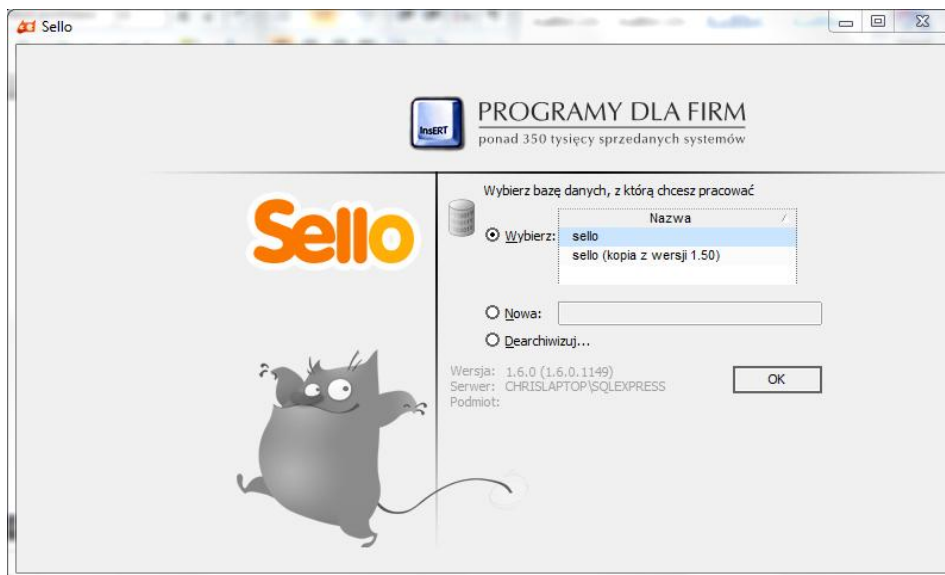 Sello
InsERT
PROGRAMY DLA FIRM
ponad 350 tysięcy sprzedanych systemów
Sello
Wybierz bazę danych, z którą chcesz pracować
Nazwa
Wybierz:
sello
sello (kopia z wersji 1.50)
Nowa:
Dearchiwizuj...
Wersja: 1.6.0 (1.6.0.1149)
Serwer: CHRISLAPTOP\SQLEXPRESS
Podmiot:
OK